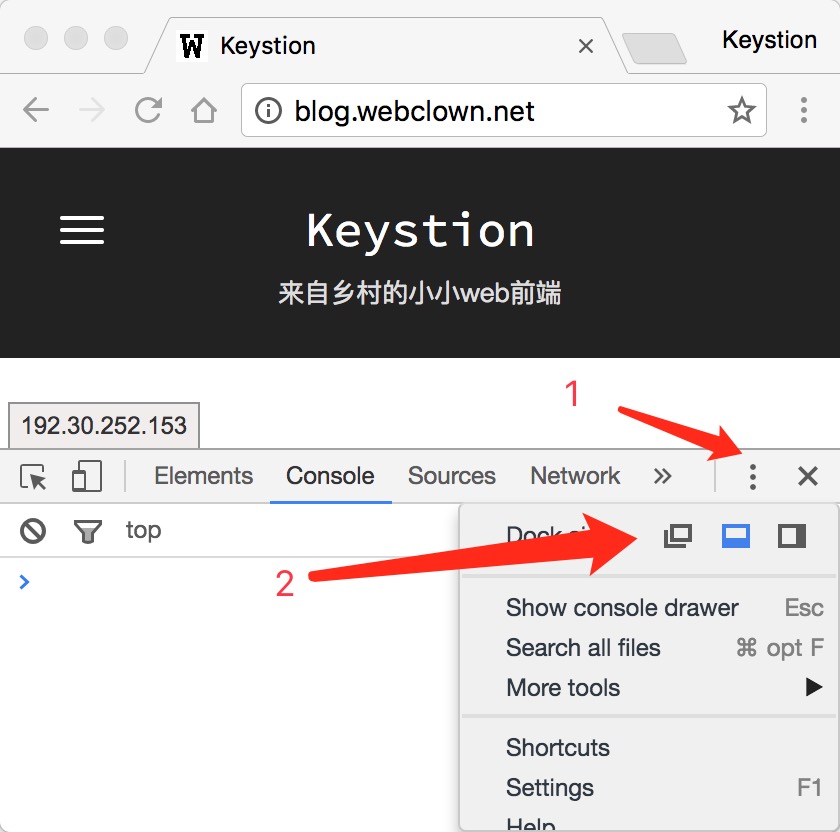 W Keystion
Keystion
blog.webclown.net
Keystion
来自乡村的小小web前端
192.30.252.153
1
Elements Console Sources Network
top
Dock
2
Show console drawer Esc
Search all files ⌘ opt F
More tools
Shortcuts
Settings F1
Help